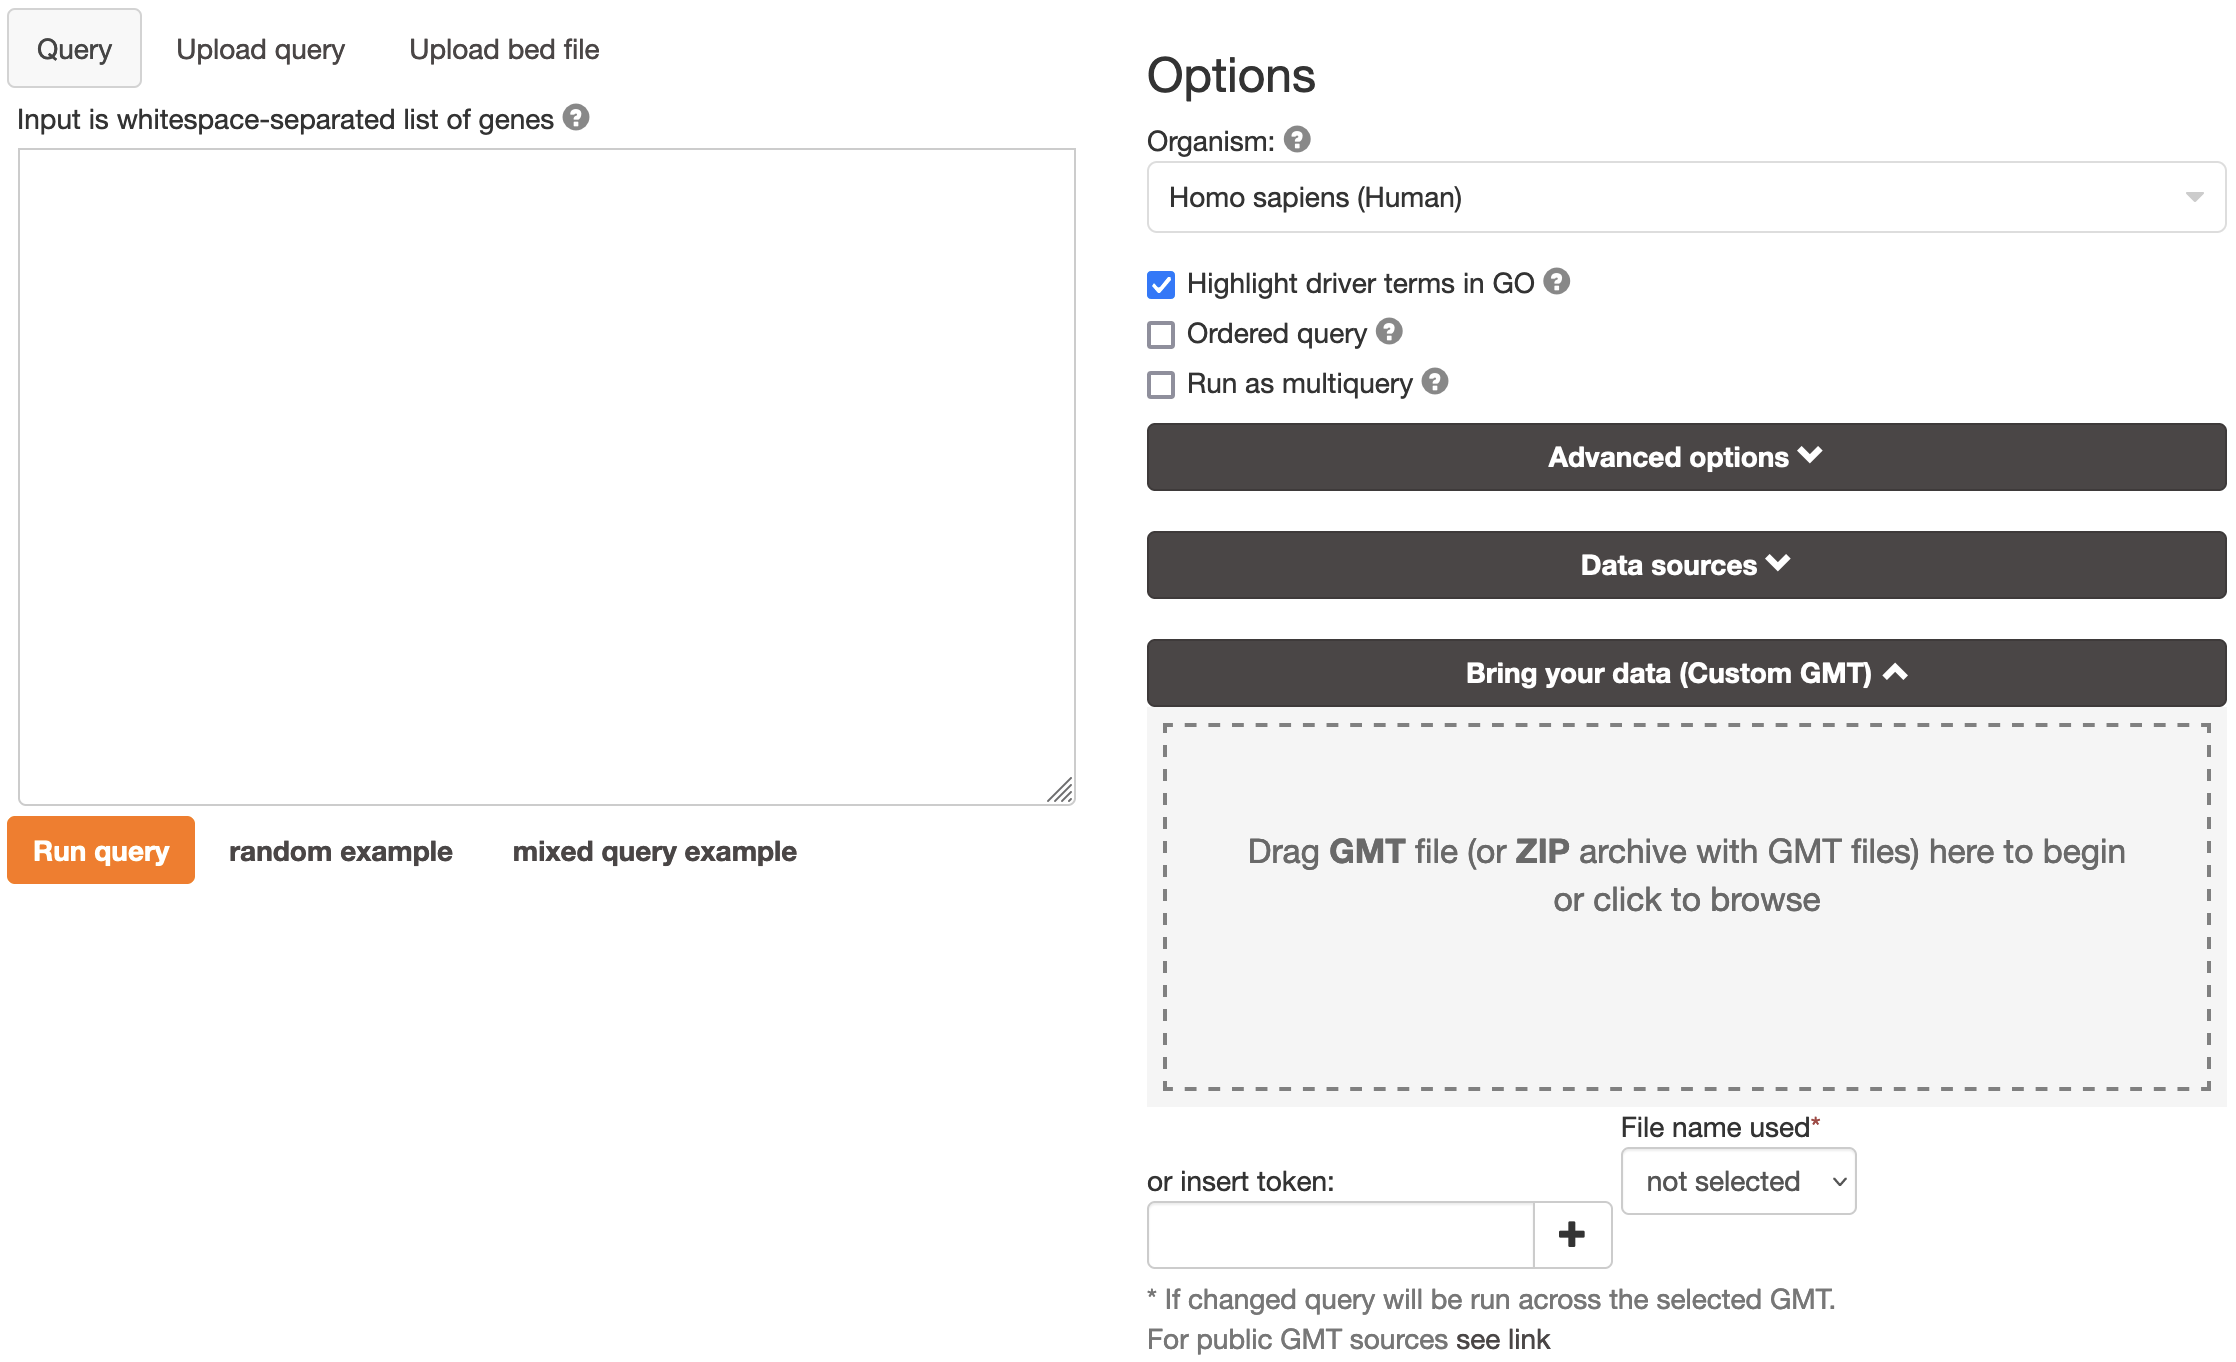 Query Upload query Upload bed file
Input is whitespace-separated list of genes ?
Run query random example mixed query example
Options
Organism: ?
Homo sapiens (Human)
Highlight driver terms in GO ?
Ordered query ?
Run as multiquery ?
Advanced options
Data sources
Bring your data (Custom GMT)
Drag GMT file (or ZIP archive with GMT files) here to begin
or click to browse
File name used*
not selected
or insert token:
* If changed query will be run across the selected GMT.
For public GMT sources see link